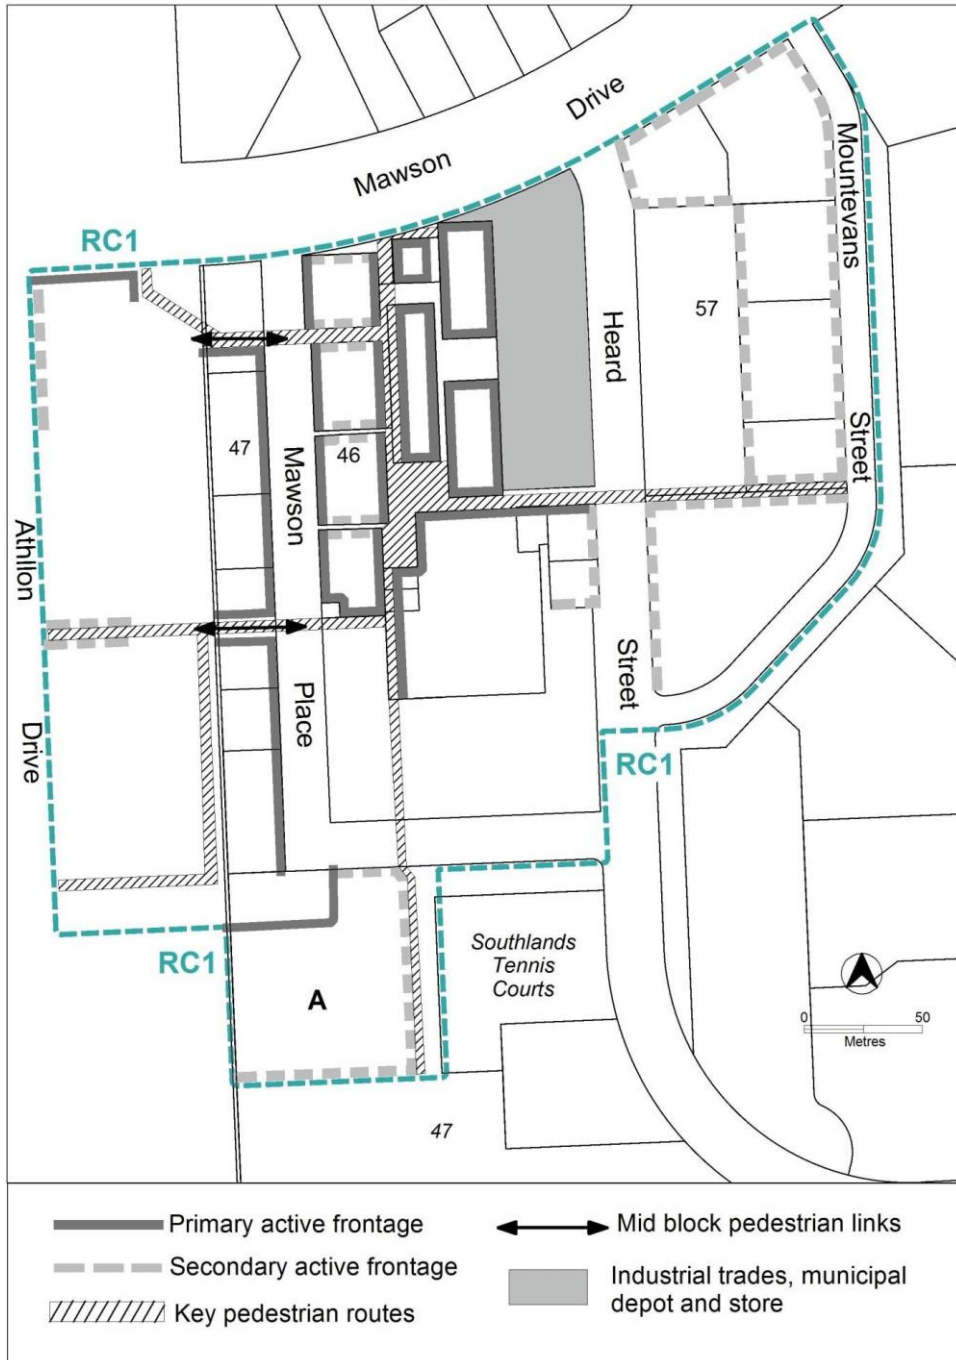 Mawson
Drive
Mountevans
Street
RC1
57
Heard
Street
47
Mawson
Place
46
Athllon
Drive
RC1
RC1
Southlands
Tennis
Courts
A
0 50
Metres
47
Primary active frontage
Secondary active frontage
Key pedestrian routes
Mid block pedestrian links
Industrial trades, municipal
depot and store